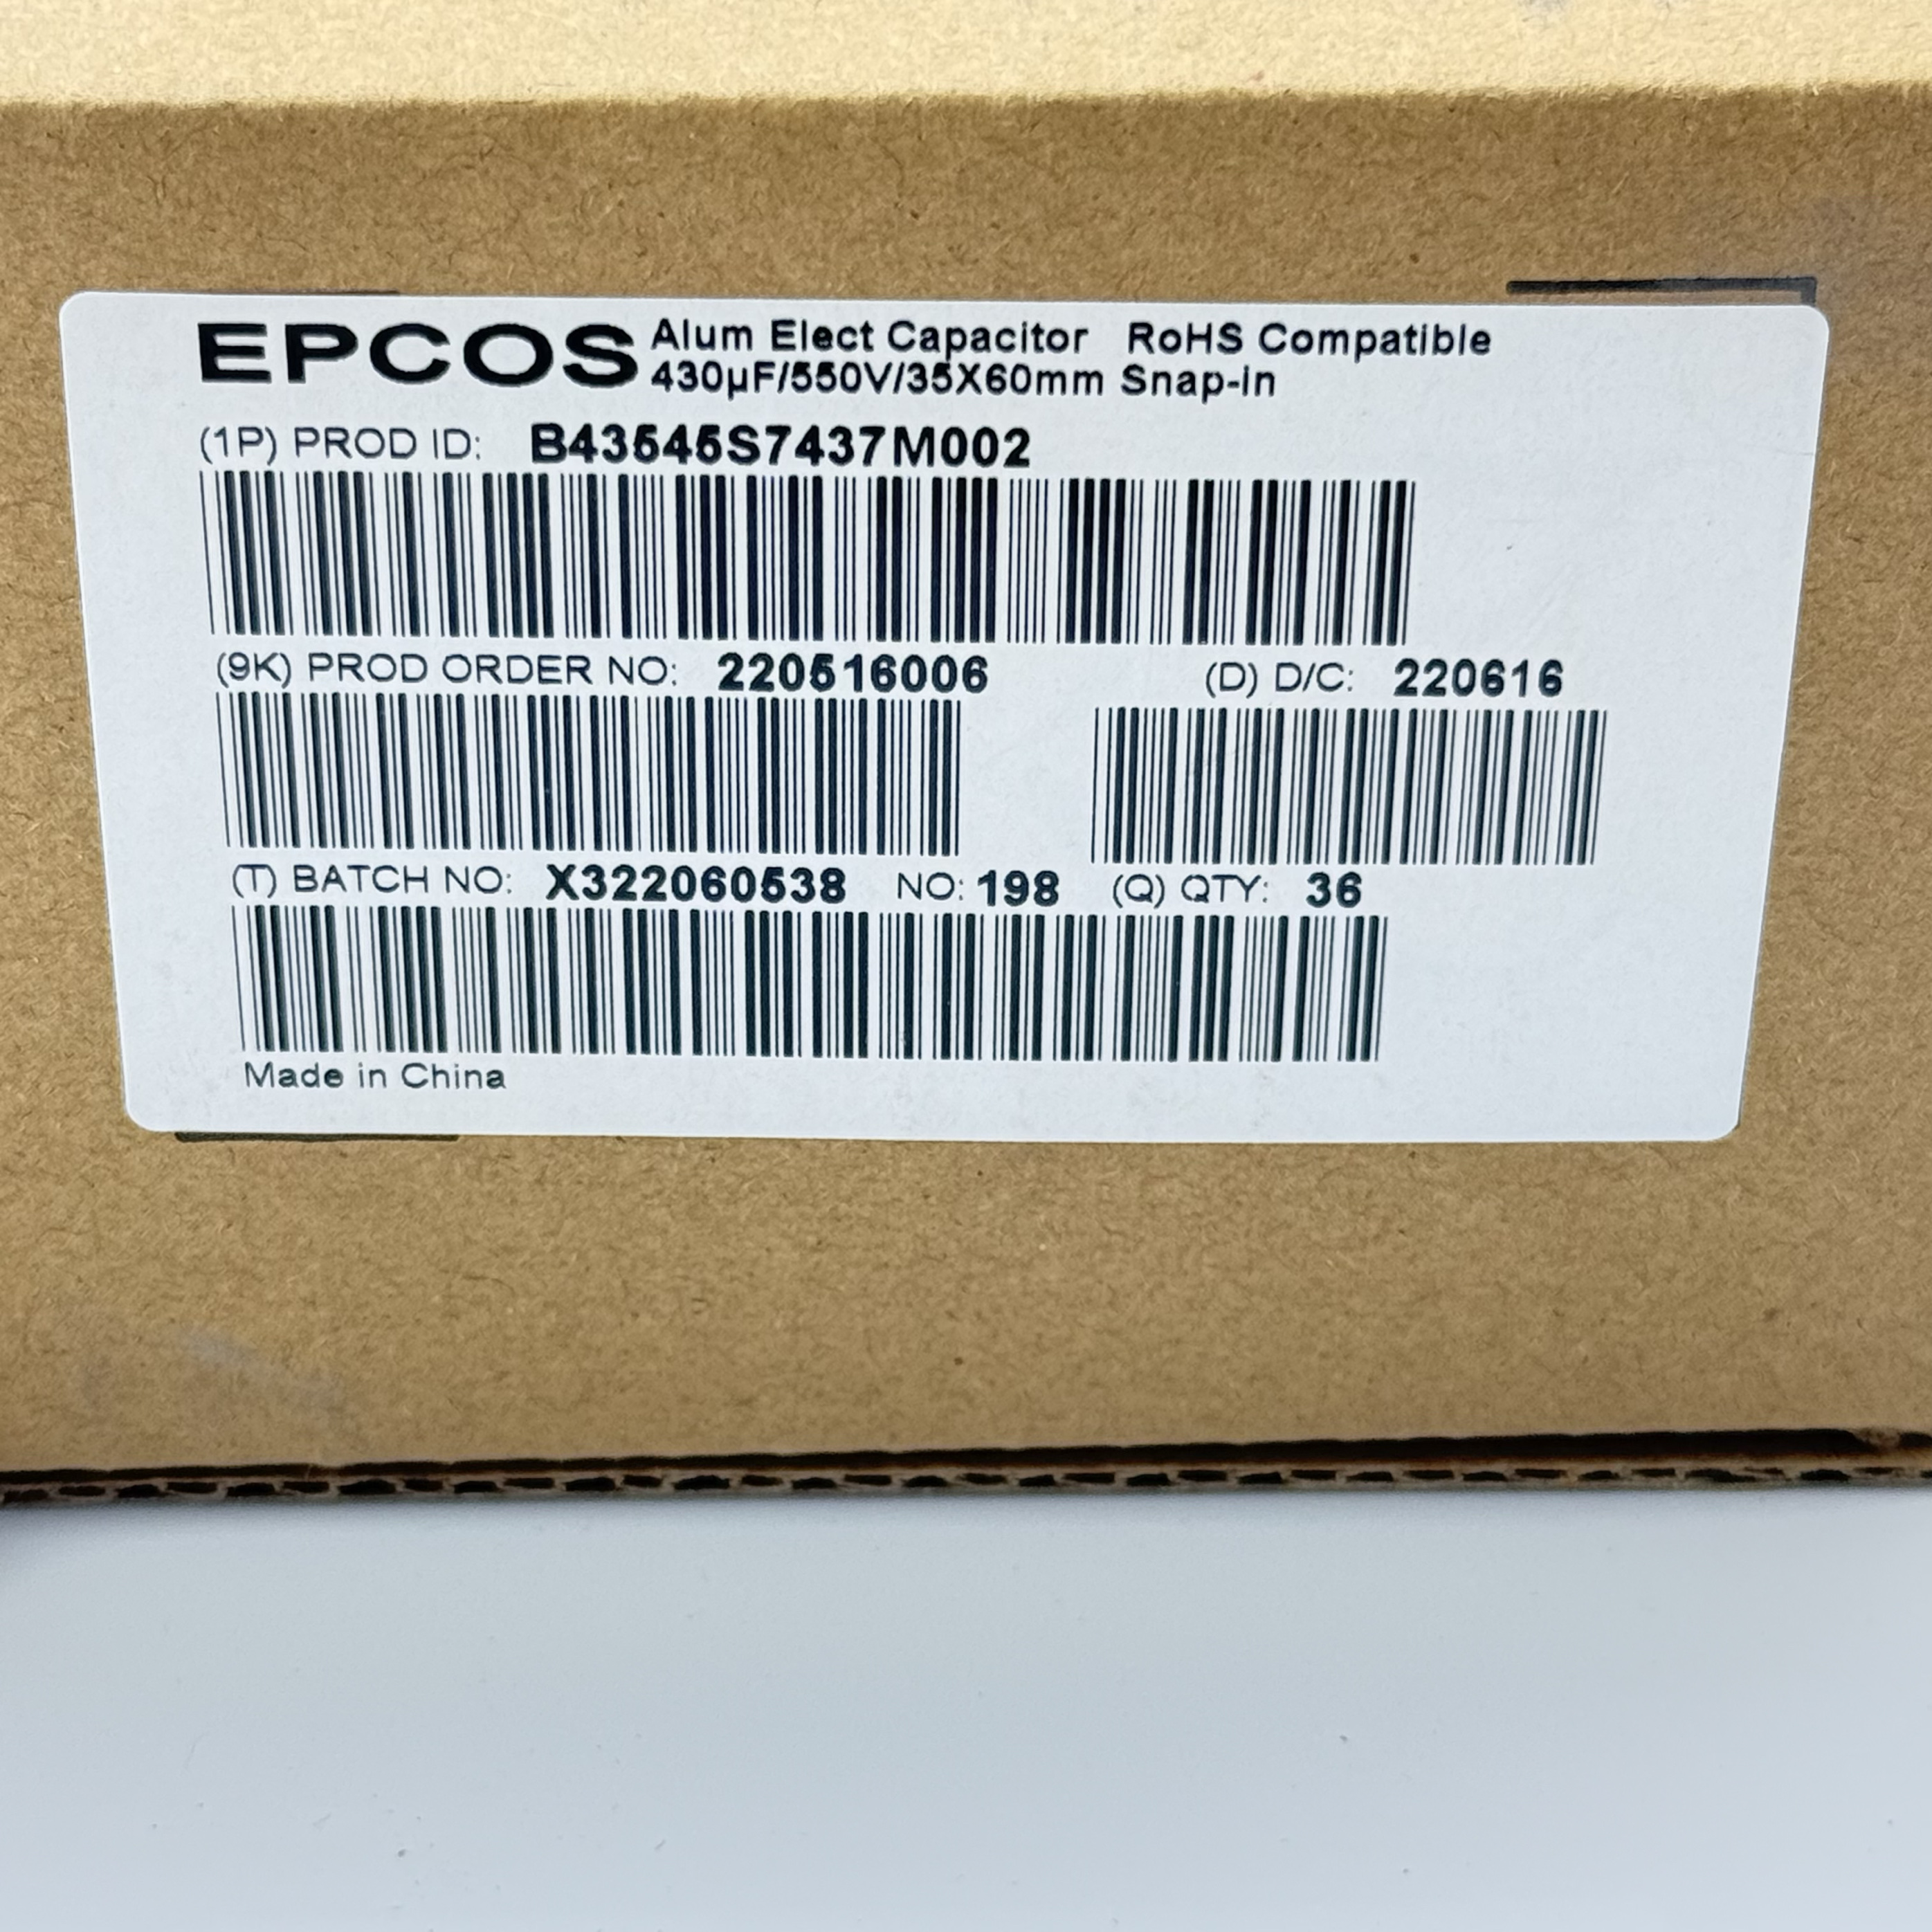 EPCOS Alum Elect Capacitor RoHS Compatible
430µF/550V/35X60mm Snap-in
(1P) PROD ID: B43545S7437M002
(9K) PROD ORDER NO: 220516006 (D) D/C: 220616
(T) BATCH NO: X322060538 NO: 198 (Q) QTY: 36
Made in China